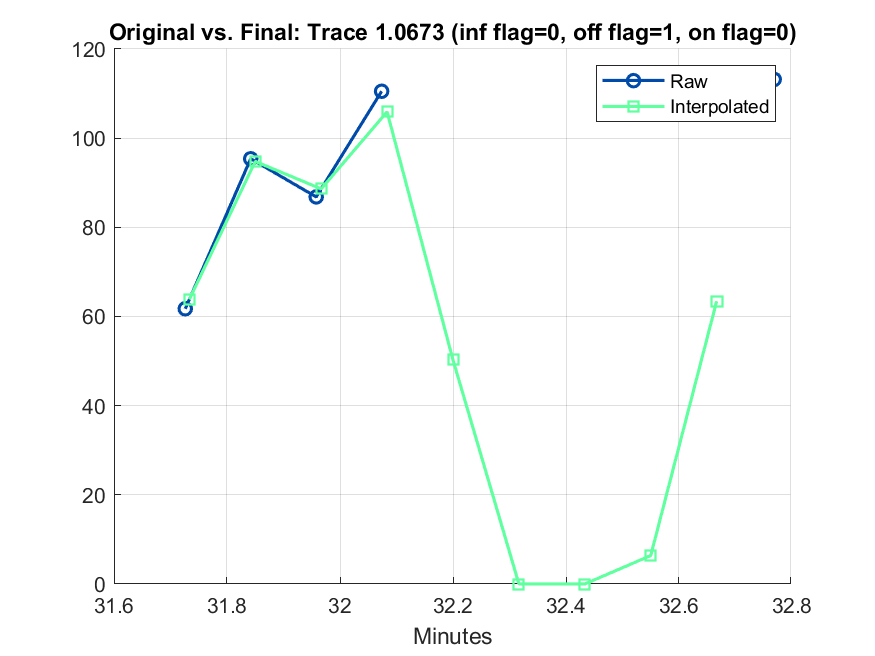 Original vs. Final: Trace 1.0673 (inf flag=0, off flag=1, on flag=0)
120
100
80
60
40
20
0
Raw
Interpolated
31.6 31.8 32 32.2 32.4 32.6 32.8
Minutes